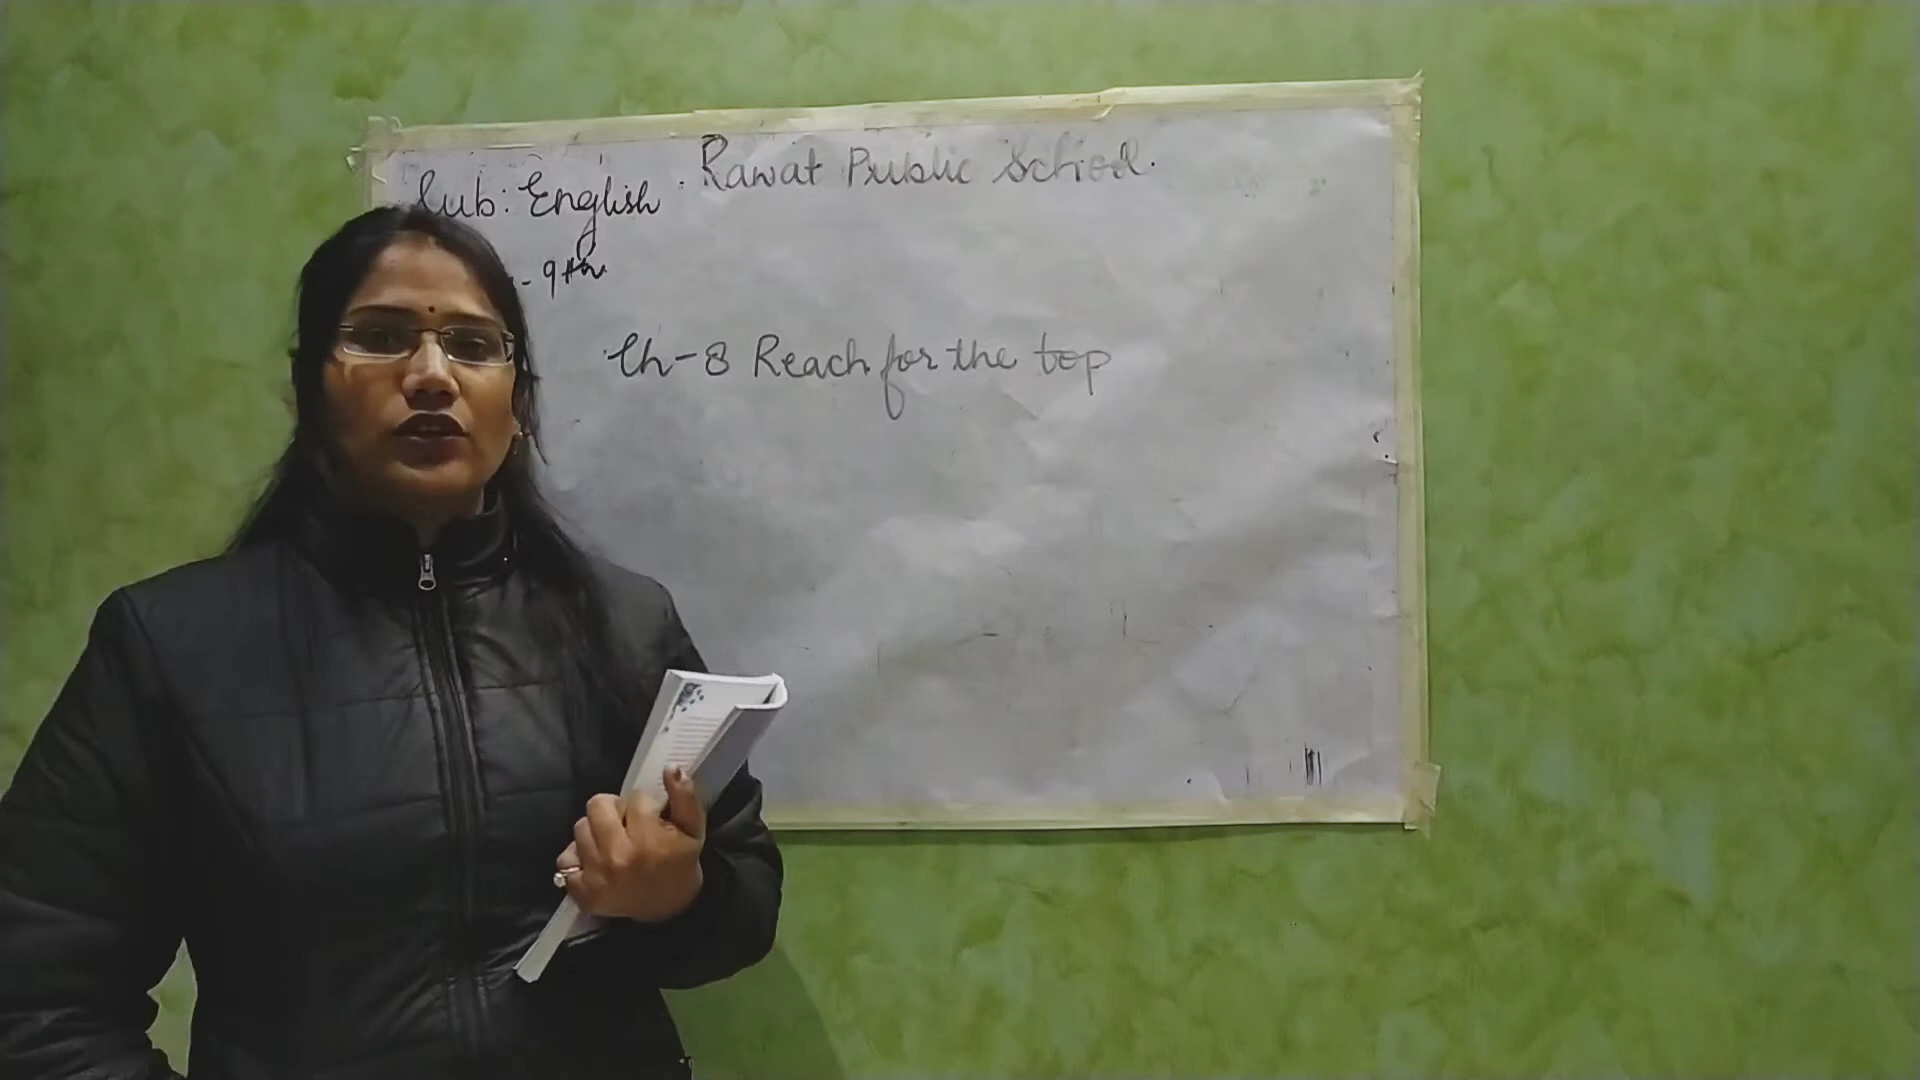 Rawat Public School.
Sub: English
- 9th
Ch-8 Reach for the top